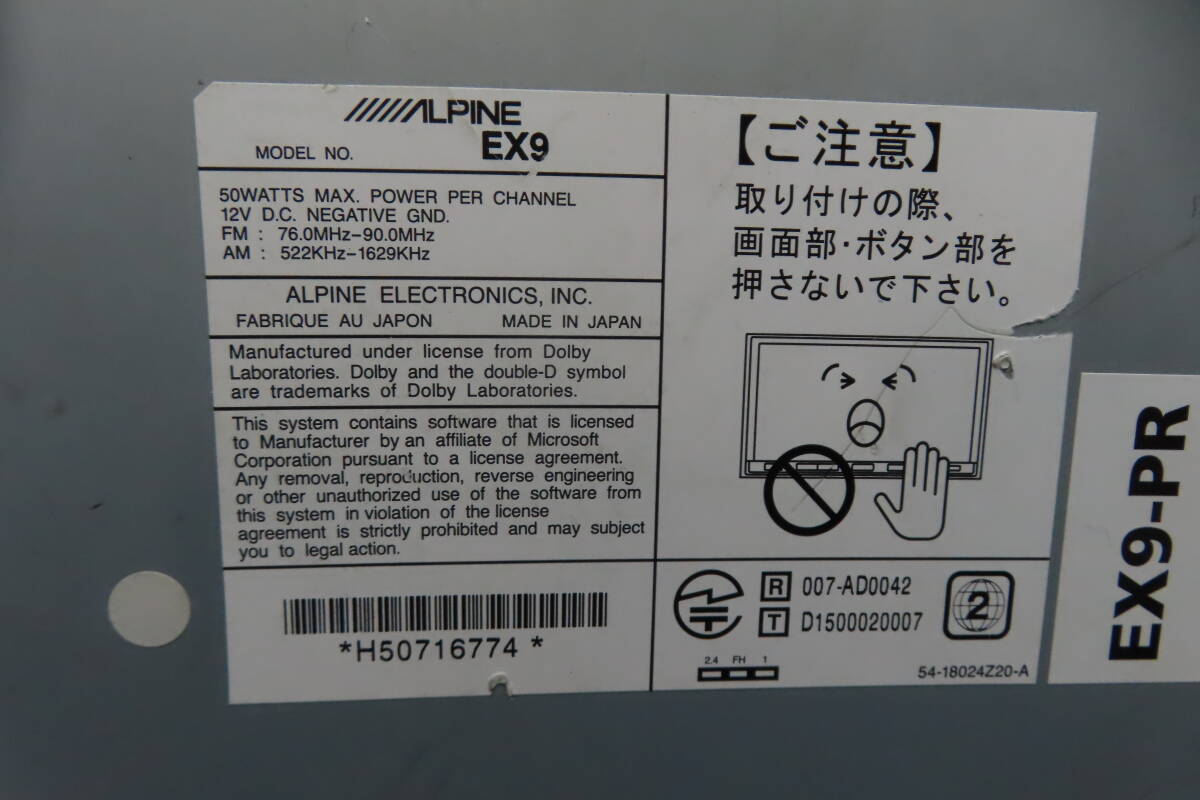 ALPINE
MODEL NO. EX9
50WATTS MAX. POWER PER CHANNEL
12V D.C. NEGATIVE GND.
FM : 76.0MHz-90.0MHz
AM : 522KHz-1629KHz
ALPINE ELECTRONICS, INC.
FABRIQUE AU JAPON MADE IN JAPAN
Manufactured under license from Dolby
Laboratories. Dolby and the double-D symbol
are trademarks of Dolby Laboratories.
This system contains software that is licensed
to Manufacturer by an affiliate of Microsoft
Corporation pursuant to a license agreement.
Any removal, reproduction, reverse engineering
or other unauthorized use of the software from
this system in violation of the license
agreement is strictly prohibited and may subject
you to legal action.
*H50716774*
【ご注意】
取り付けの際、
画面部・ボタン部を
押さないで下さい。
R 007-AD0042
T D1500020007
2
2.4 FH 1
54-18024Z20-A
EX9-PR